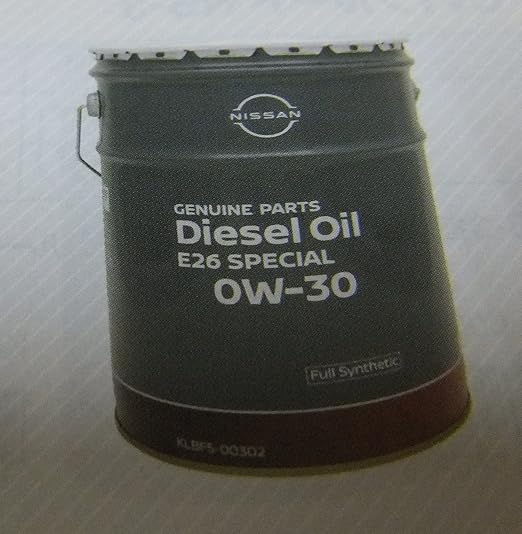 NISSAN
GENUINE PARTS
Diesel Oil
E26 SPECIAL
0W-30
Full Synthetic
KLBF5-00302